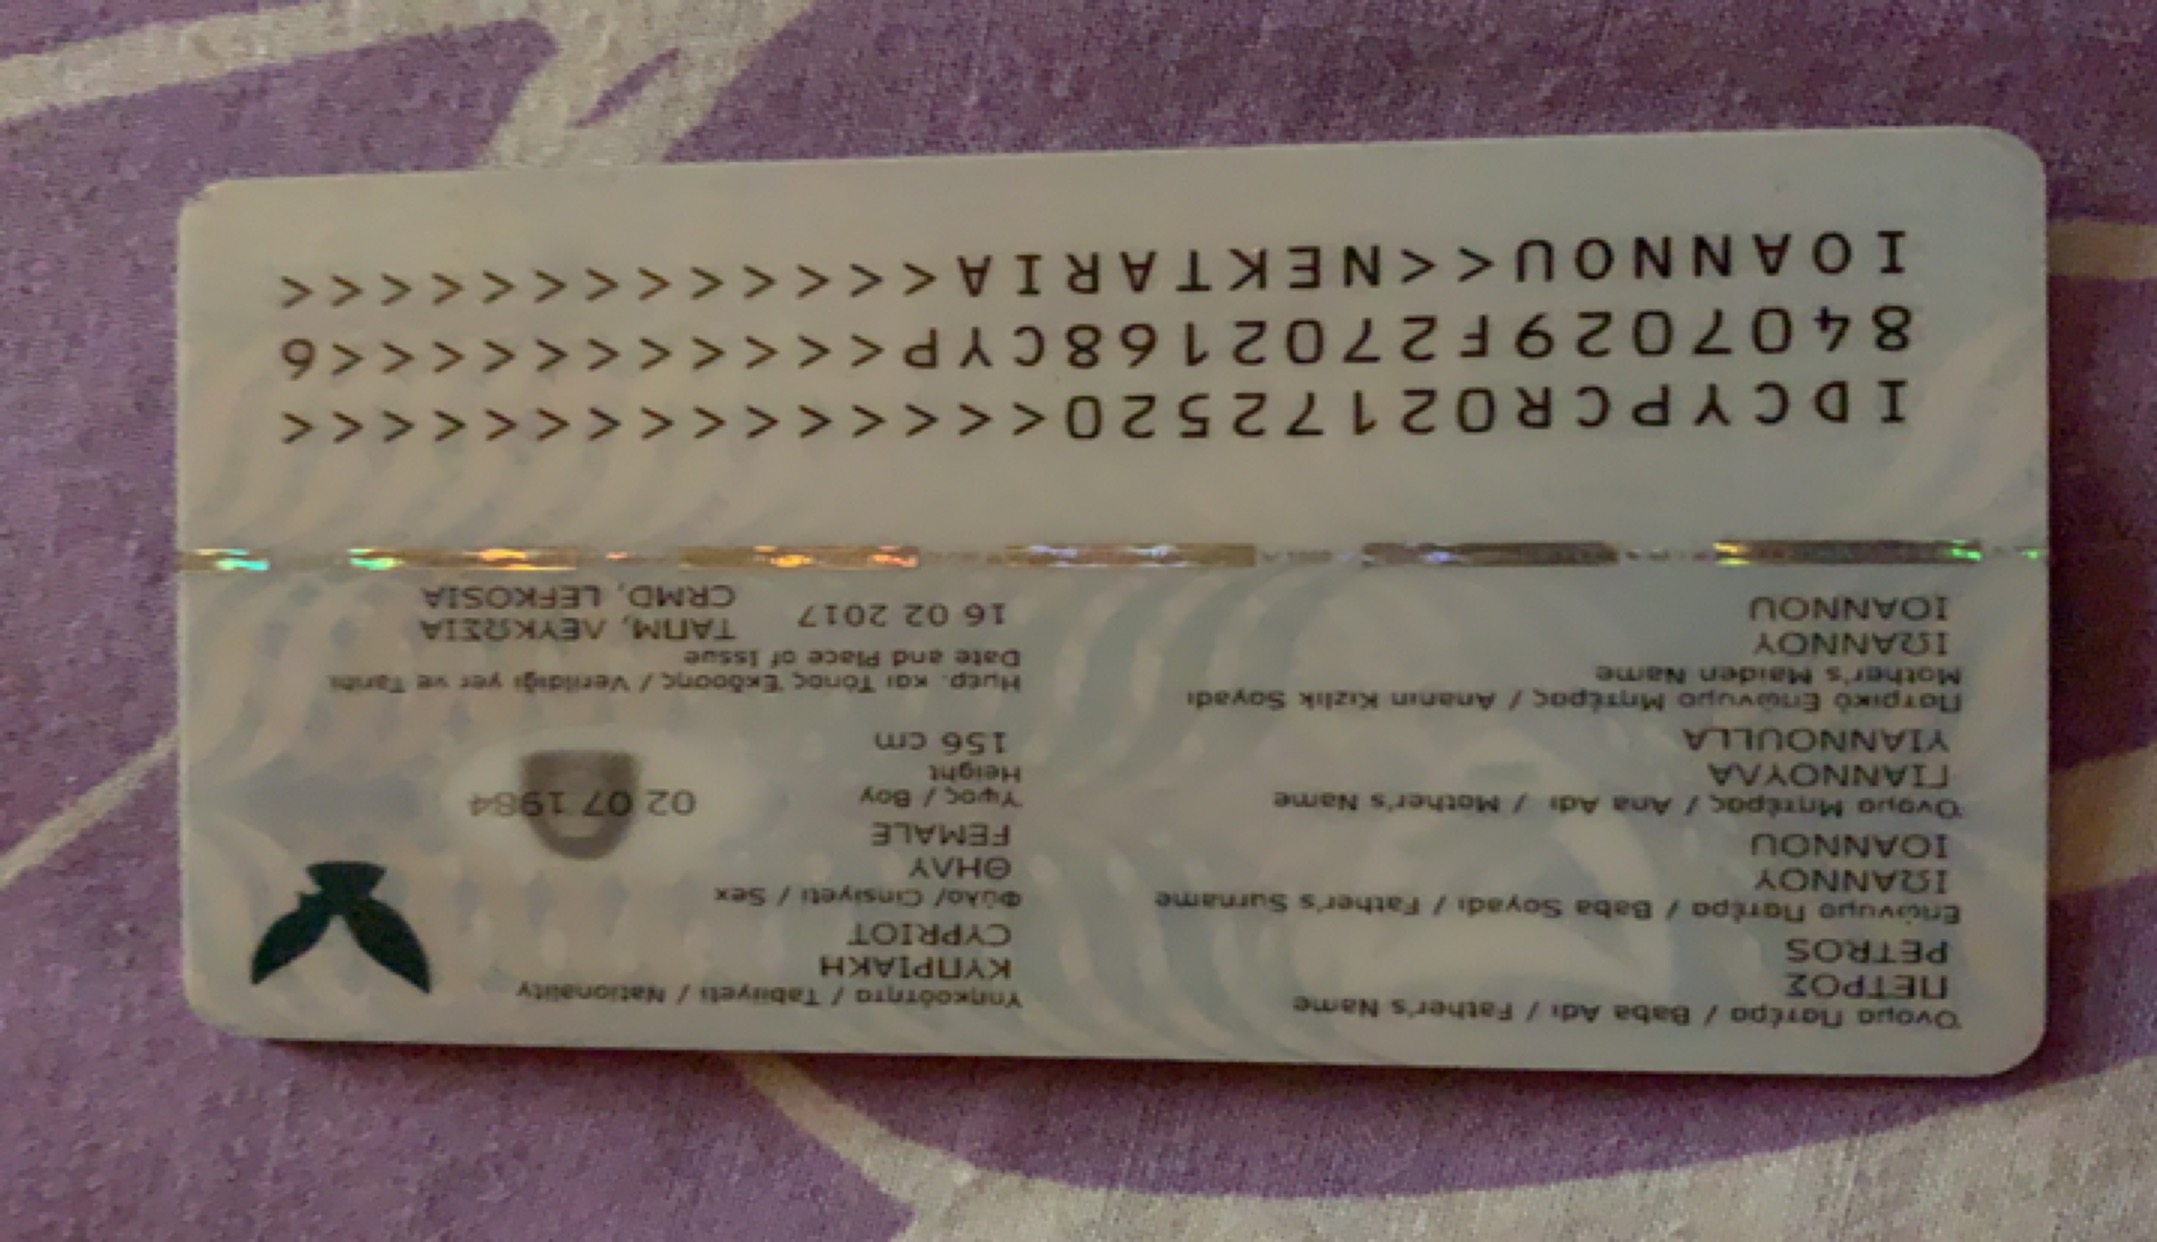 Όνομα Πατέρα / Baba Adı / Father's Name
ΠΕΤΡΟΣ
PETROS
Επώνυμο Πατέρα / Baba Soyadı / Father's Surname
ΙΩΑΝΝΟΥ
IOANNOU
Όνομα Μητέρας / Ana Adı / Mother's Name
ΓΙΑΝΝΟΥΛΑ
YIANNOULLA
Πατρικό Επώνυμο Μητέρας / Ananın Kızlık Soyadı
Mother's Maiden Name
ΙΩΑΝΝΟΥ
IOANNOU
Υπηκοότητα / Tabiiyeti / Nationality
ΚΥΠΡΙΑΚΗ
CYPRIOT
Φύλο/ Cinsiyeti / Sex
ΘΗΛΥ
FEMALE
Υψος / Boy
Height
156 cm
02 07 1984
Ημερ. και Τόπος Έκδοσης / Verildiği yer ve Tarihi
Date and Place of Issue
16 02 2017
ΤΑΠΜ, ΛΕΥΚΩΣΙΑ
CRMD, LEFKOSIA
IDCYPCR02172520<<<<<<<<<<<<<<<
8407029F2702168CYP<<<<<<<<<<<6
IOANNOU<<NEKTARIA<<<<<<<<<<<<<